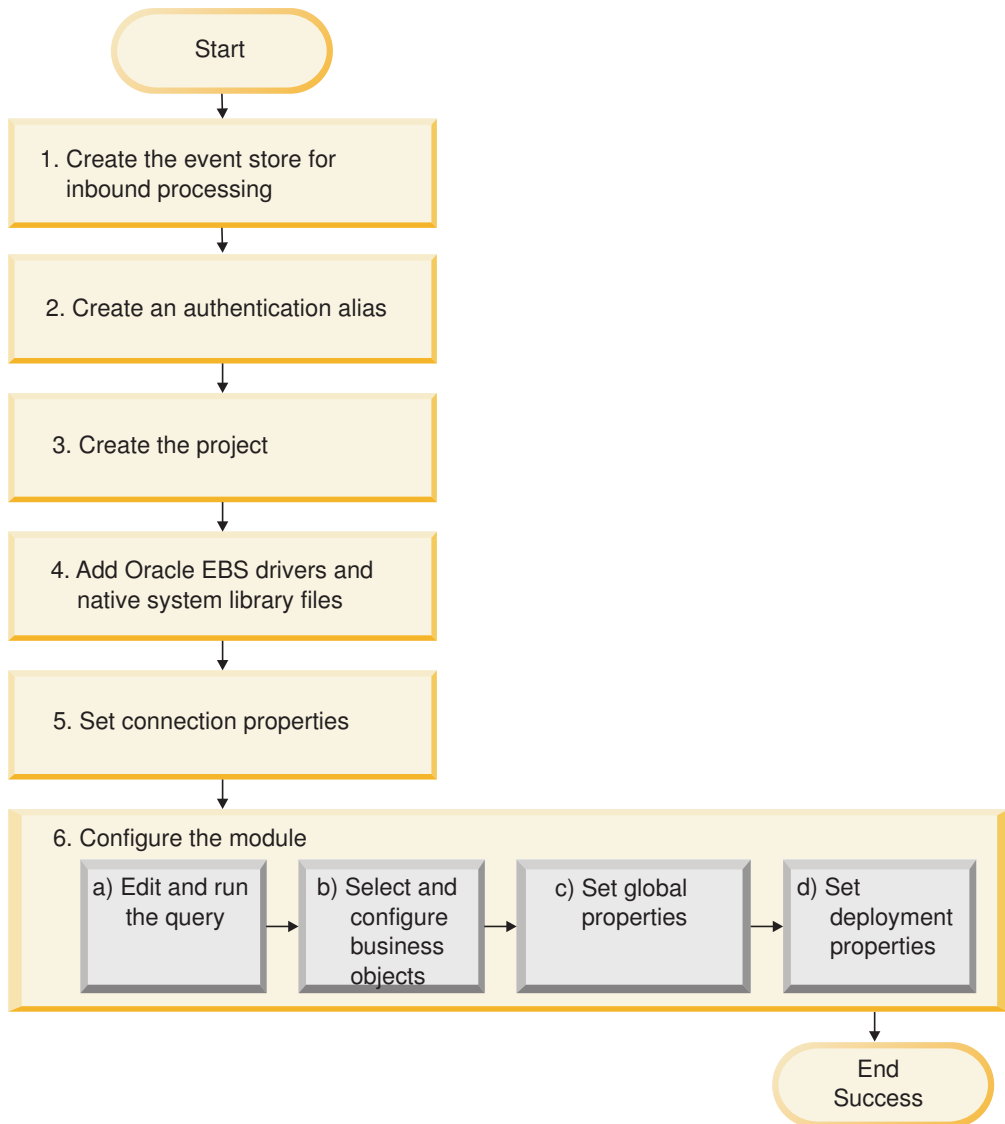 Start
1. Create the event store for
inbound processing
2. Create an authentication alias
3. Create the project
4. Add Oracle EBS drivers and
native system library files
5. Set connection properties
6. Configure the module
a) Edit and run
the query
b) Select and
configure
business
objects
c) Set global
properties
d) Set
deployment
properties
End
Success